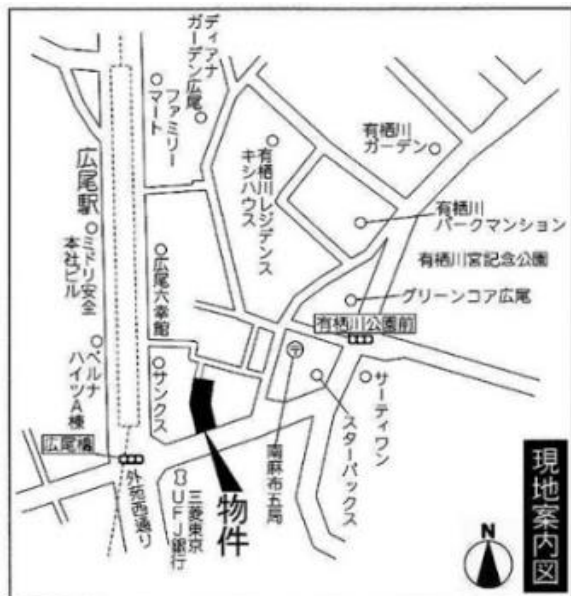 ディアナ
ガーデン広尾
ファミリー
マート
広尾駅
ミドリ安全
本社ビル
ベルナ
ハイツA棟
広尾橋
外苑西通り
広尾六幸館
サンクス
三菱東京
UFJ銀行
物件
有栖川レジデンス
キシハウス
有栖川
ガーデン
有栖川
パークマンション
有栖川宮記念公園
グリーンコア広尾
有栖川公園前
サーティワン
スターバックス
南麻布五局
現地案内図
N